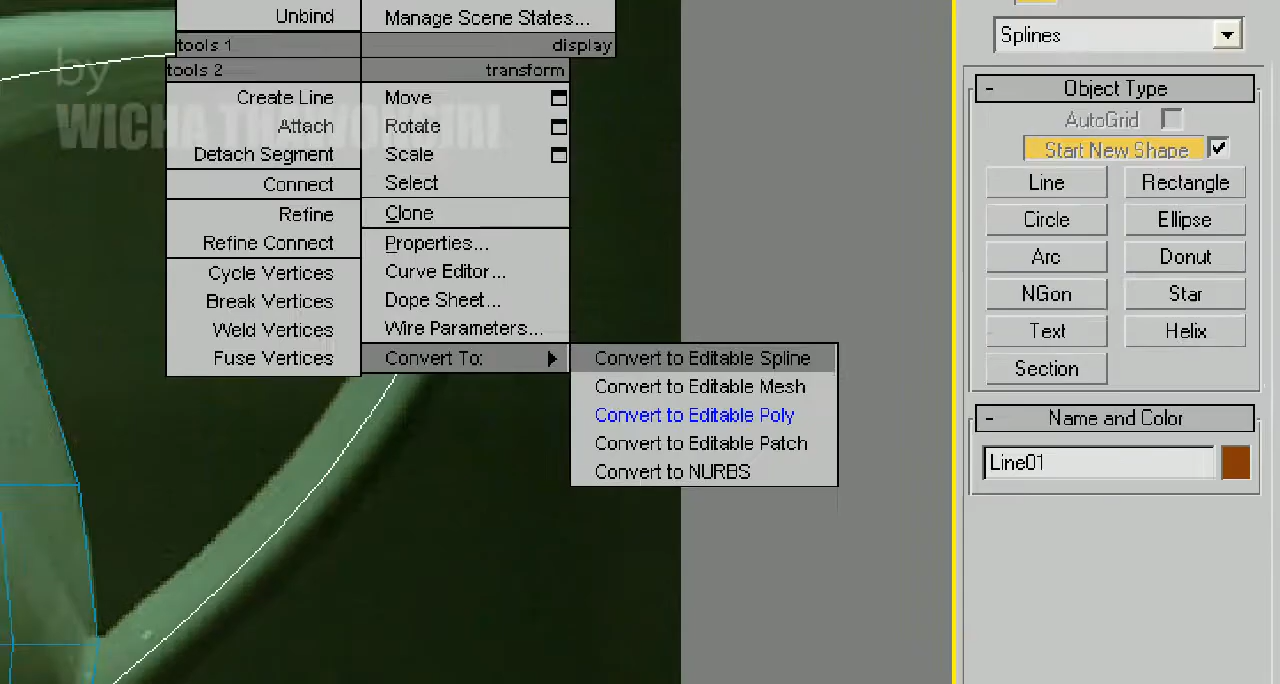 Unbind
Manage Scene States...
tools 1
display
tools 2
transform
Create Line
Attach
Detach Segment
Connect
Refine
Refine Connect
Cycle Vertices
Break Vertices
Weld Vertices
Fuse Vertices
Move
Rotate
Scale
Select
Clone
Properties...
Curve Editor...
Dope Sheet...
Wire Parameters...
Convert To:
Convert to Editable Spline
Convert to Editable Mesh
Convert to Editable Poly
Convert to Editable Patch
Convert to NURBS
by
WICHA
Splines
- Object Type
AutoGrid
Start New Shape
Line Rectangle
Circle Ellipse
Arc Donut
NGon Star
Text Helix
Section
- Name and Color
Line01